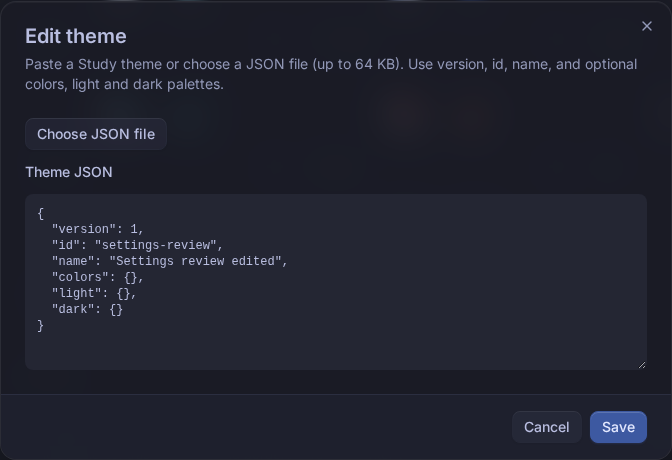 Edit theme
Paste a Study theme or choose a JSON file (up to 64 KB). Use version, id, name, and optional
colors, light and dark palettes.
Choose JSON file
Theme JSON
{
  "version": 1,
  "id": "settings-review",
  "name": "Settings review edited",
  "colors": {},
  "light": {},
  "dark": {}
}
Cancel
Save